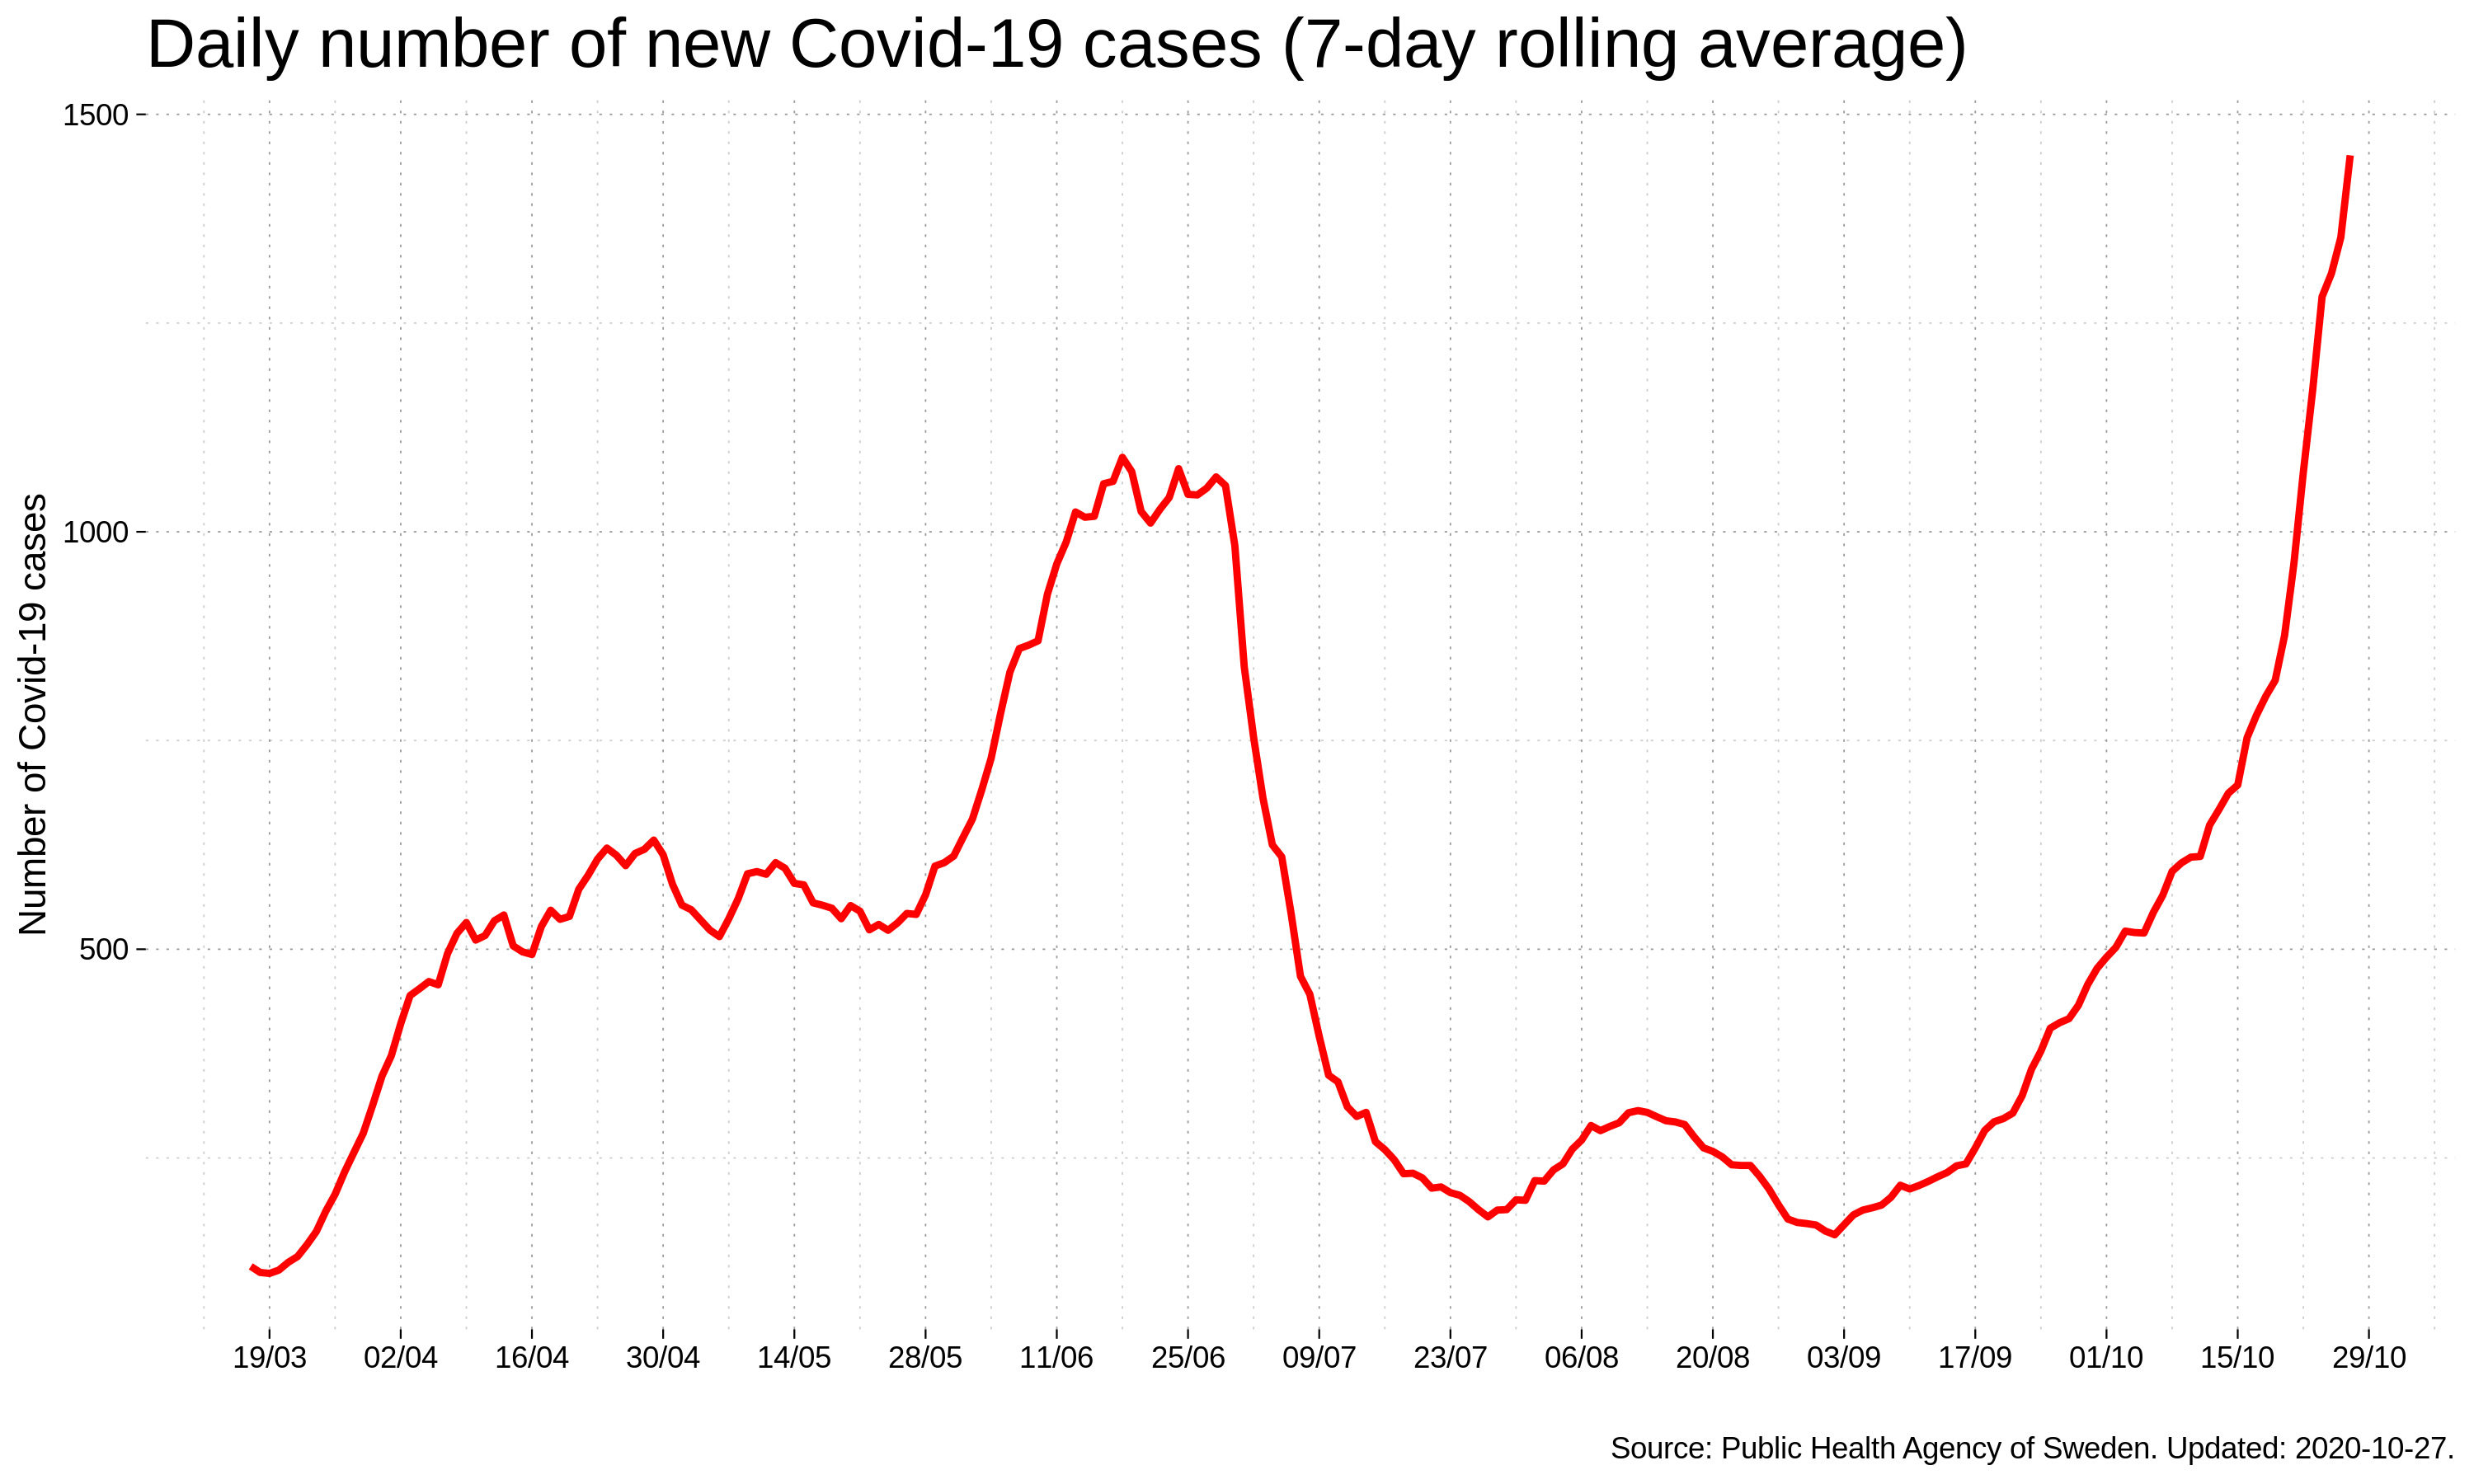 Daily number of new Covid-19 cases (7-day rolling average)
Number of Covid-19 cases
1500
1000
500
19/03 02/04 16/04 30/04 14/05 28/05 11/06 25/06 09/07 23/07 06/08 20/08 03/09 17/09 01/10 15/10 29/10
Source: Public Health Agency of Sweden. Updated: 2020-10-27.